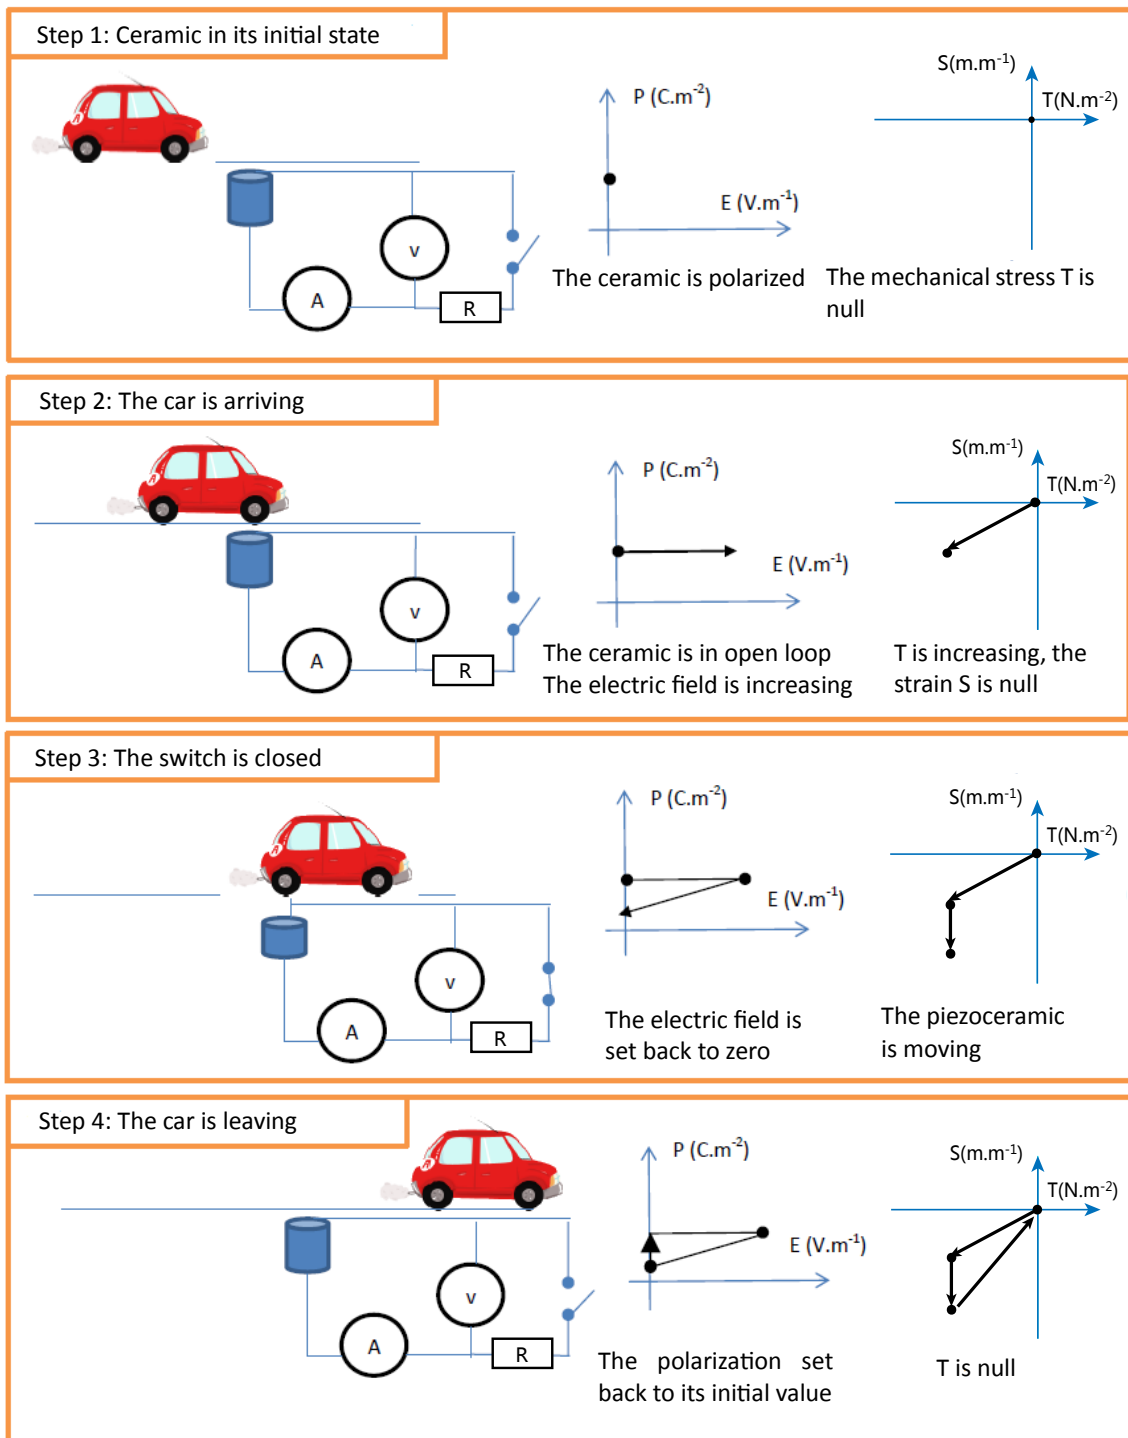 Step 1: Ceramic in its initial state
P (C.m-2)
S(m.m-1)
T(N.m-2)
E (V.m-1)
V
A
R
The ceramic is polarized
The mechanical stress T is
null
Step 2: The car is arriving
P (C.m-2)
S(m.m-1)
T(N.m-2)
E (V.m-1)
V
A
R
The ceramic is in open loop
The electric field is increasing
T is increasing, the
strain S is null
Step 3: The switch is closed
P (C.m-2)
S(m.m-1)
T(N.m-2)
E (V.m-1)
V
A
R
The electric field is
set back to zero
The piezoceramic
is moving
Step 4: The car is leaving
P (C.m-2)
S(m.m-1)
T(N.m-2)
E (V.m-1)
V
A
R
The polarization set
back to its initial value
T is null